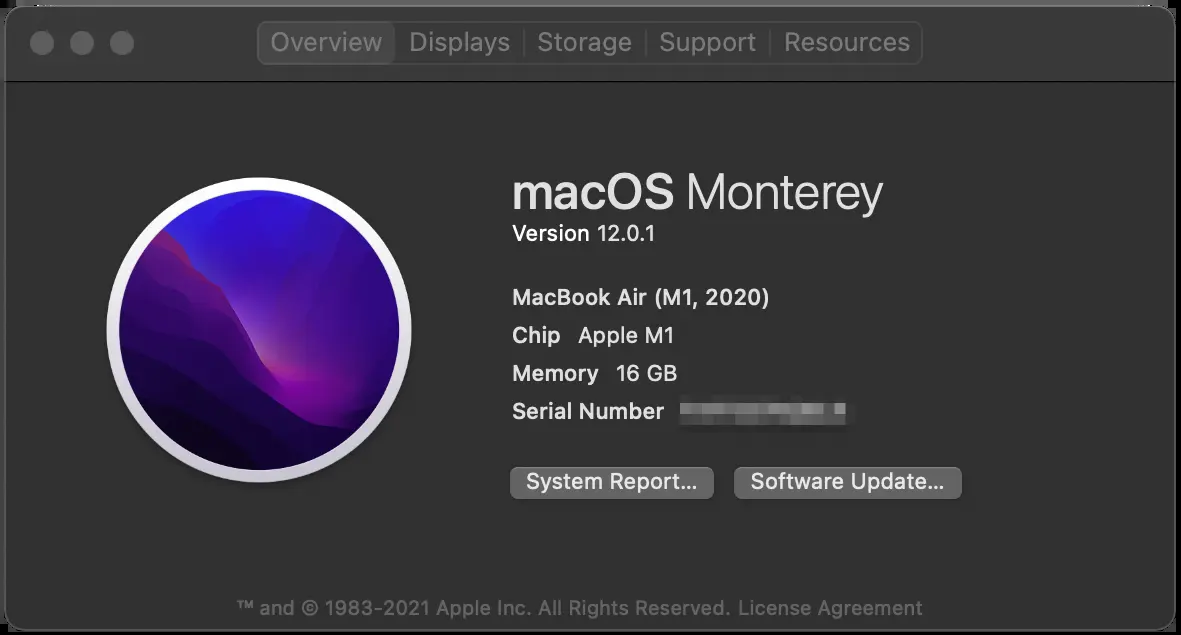 Overview Displays Storage Support Resources
macOS Monterey
Version 12.0.1
MacBook Air (M1, 2020)
Chip Apple M1
Memory 16 GB
Serial Number
System Report... Software Update...
™ and © 1983-2021 Apple Inc. All Rights Reserved. License Agreement